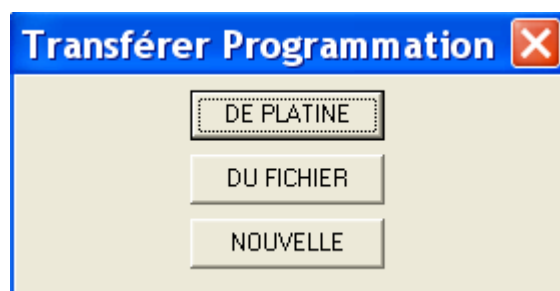 Transférer Programmation
DE PLATINE
DU FICHIER
NOUVELLE